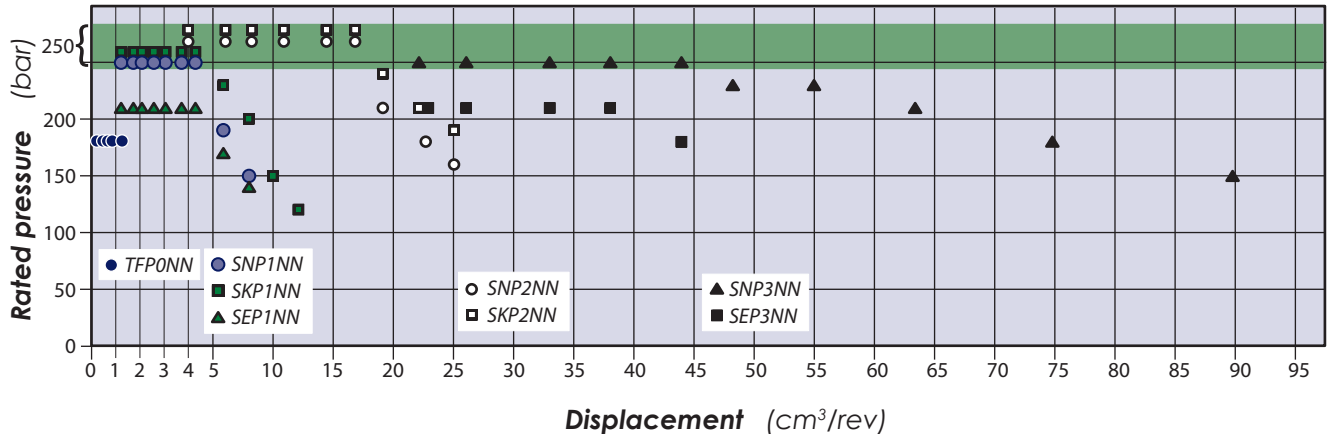 Rated pressure (bar)
250
200
150
100
50
0
TFP0NN
SNP1NN
SKP1NN
SEP1NN
SNP2NN
SKP2NN
SNP3NN
SEP3NN
0 1 2 3 4 5 10 15 20 25 30 35 40 45 50 55 60 65 70 75 80 85 90 95
Displacement (cm³/rev)